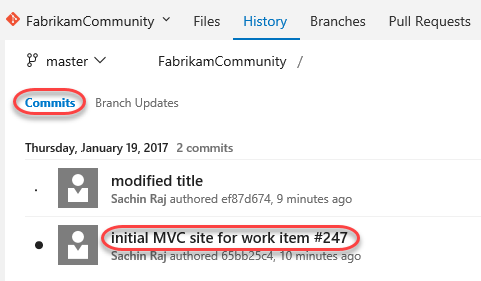 FabrikamCommunity Files History Branches Pull Requests
master FabrikamCommunity /
Commits Branch Updates
Thursday, January 19, 2017 2 commits
modified title
Sachin Raj authored ef87d674, 9 minutes ago
initial MVC site for work item #247
Sachin Raj authored 65bb25c4, 10 minutes ago